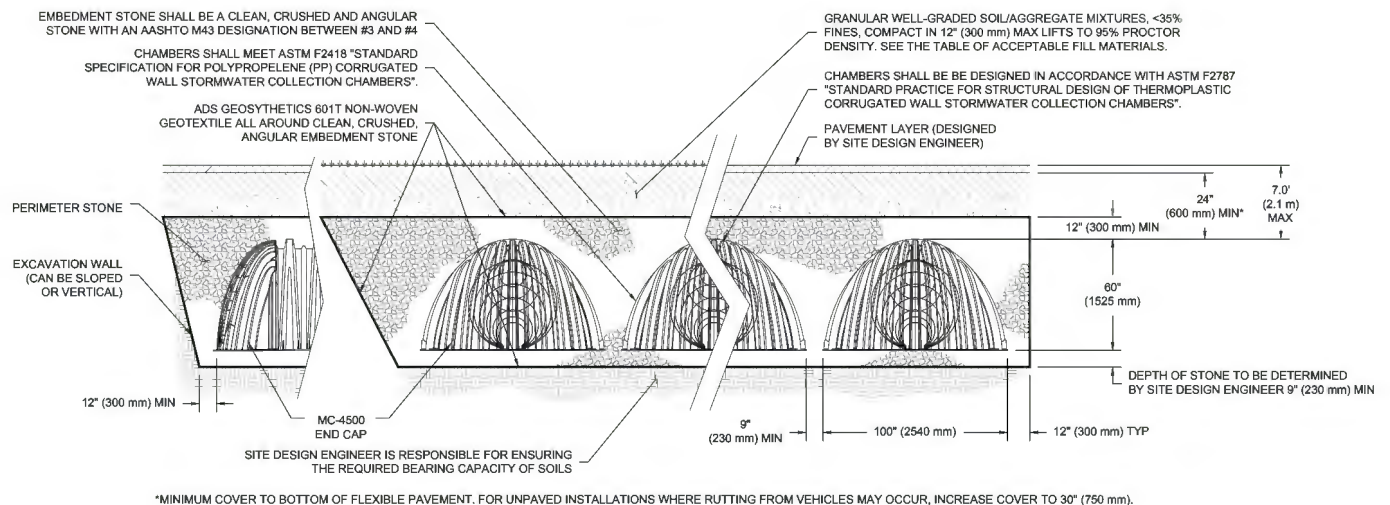 EMBEDMENT STONE SHALL BE A CLEAN, CRUSHED AND ANGULAR
STONE WITH AN AASHTO M43 DESIGNATION BETWEEN #3 AND #4
CHAMBERS SHALL MEET ASTM F2418 "STANDARD
SPECIFICATION FOR POLYPROPELENE (PP) CORRUGATED
WALL STORMWATER COLLECTION CHAMBERS".
ADS GEOSYTHETICS 601T NON-WOVEN
GEOTEXTILE ALL AROUND CLEAN, CRUSHED,
ANGULAR EMBEDMENT STONE
GRANULAR WELL-GRADED SOIL/AGGREGATE MIXTURES, <35%
FINES, COMPACT IN 12" (300 mm) MAX LIFTS TO 95% PROCTOR
DENSITY. SEE THE TABLE OF ACCEPTABLE FILL MATERIALS.
CHAMBERS SHALL BE BE DESIGNED IN ACCORDANCE WITH ASTM F2787
"STANDARD PRACTICE FOR STRUCTURAL DESIGN OF THERMOPLASTIC
CORRUGATED WALL STORMWATER COLLECTION CHAMBERS".
PAVEMENT LAYER (DESIGNED
BY SITE DESIGN ENGINEER)
PERIMETER STONE
EXCAVATION WALL
(CAN BE SLOPED
OR VERTICAL)
24"
(600 mm) MIN*
7.0'
(2.1 m)
MAX
12" (300 mm) MIN
60"
(1525 mm)
DEPTH OF STONE TO BE DETERMINED
BY SITE DESIGN ENGINEER 9" (230 mm) MIN
12" (300 mm) MIN
MC-4500
END CAP
9"
(230 mm) MIN
100" (2540 mm)
12" (300 mm) TYP
SITE DESIGN ENGINEER IS RESPONSIBLE FOR ENSURING
THE REQUIRED BEARING CAPACITY OF SOILS
*MINIMUM COVER TO BOTTOM OF FLEXIBLE PAVEMENT. FOR UNPAVED INSTALLATIONS WHERE RUTTING FROM VEHICLES MAY OCCUR, INCREASE COVER TO 30" (750 mm).